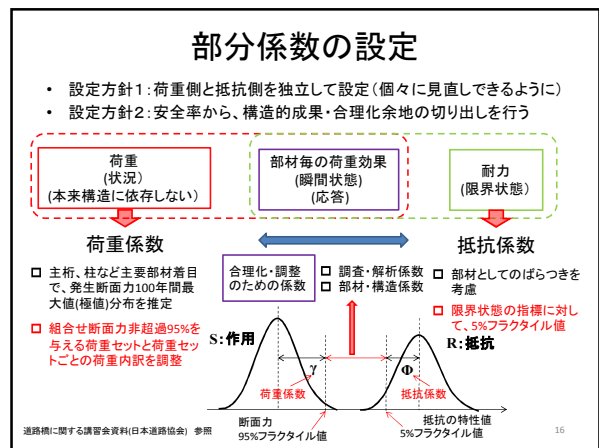 部分係数の設定
• 設定方針1:荷重側と抵抗側を独立して設定(個々に見直しできるように)
• 設定方針2:安全率から、構造的成果・合理化余地の切り出しを行う
荷重
(状況)
(本来構造に依存しない)
部材毎の荷重効果
(瞬間状態)
(応答)
耐力
(限界状態)
荷重係数
抵抗係数
□ 主桁、柱など主要部材着目
で、発生断面力100年間最
大値(極値)分布を推定
□ 組合せ断面力非超過95%を
与える荷重セットと荷重セッ
トごとの荷重内訳を調整
合理化・調整
のための係数
□ 調査・解析係数
□ 部材・構造係数
□ 部材としてのばらつきを
考慮
□ 限界状態の指標に対し
て、5%フラクタイル値
S:作用
R:抵抗
γ
Φ
荷重係数
抵抗係数
断面力
95%フラクタイル値
抵抗の特性値
5%フラクタイル値
道路橋に関する講習会資料(日本道路協会) 参照
16